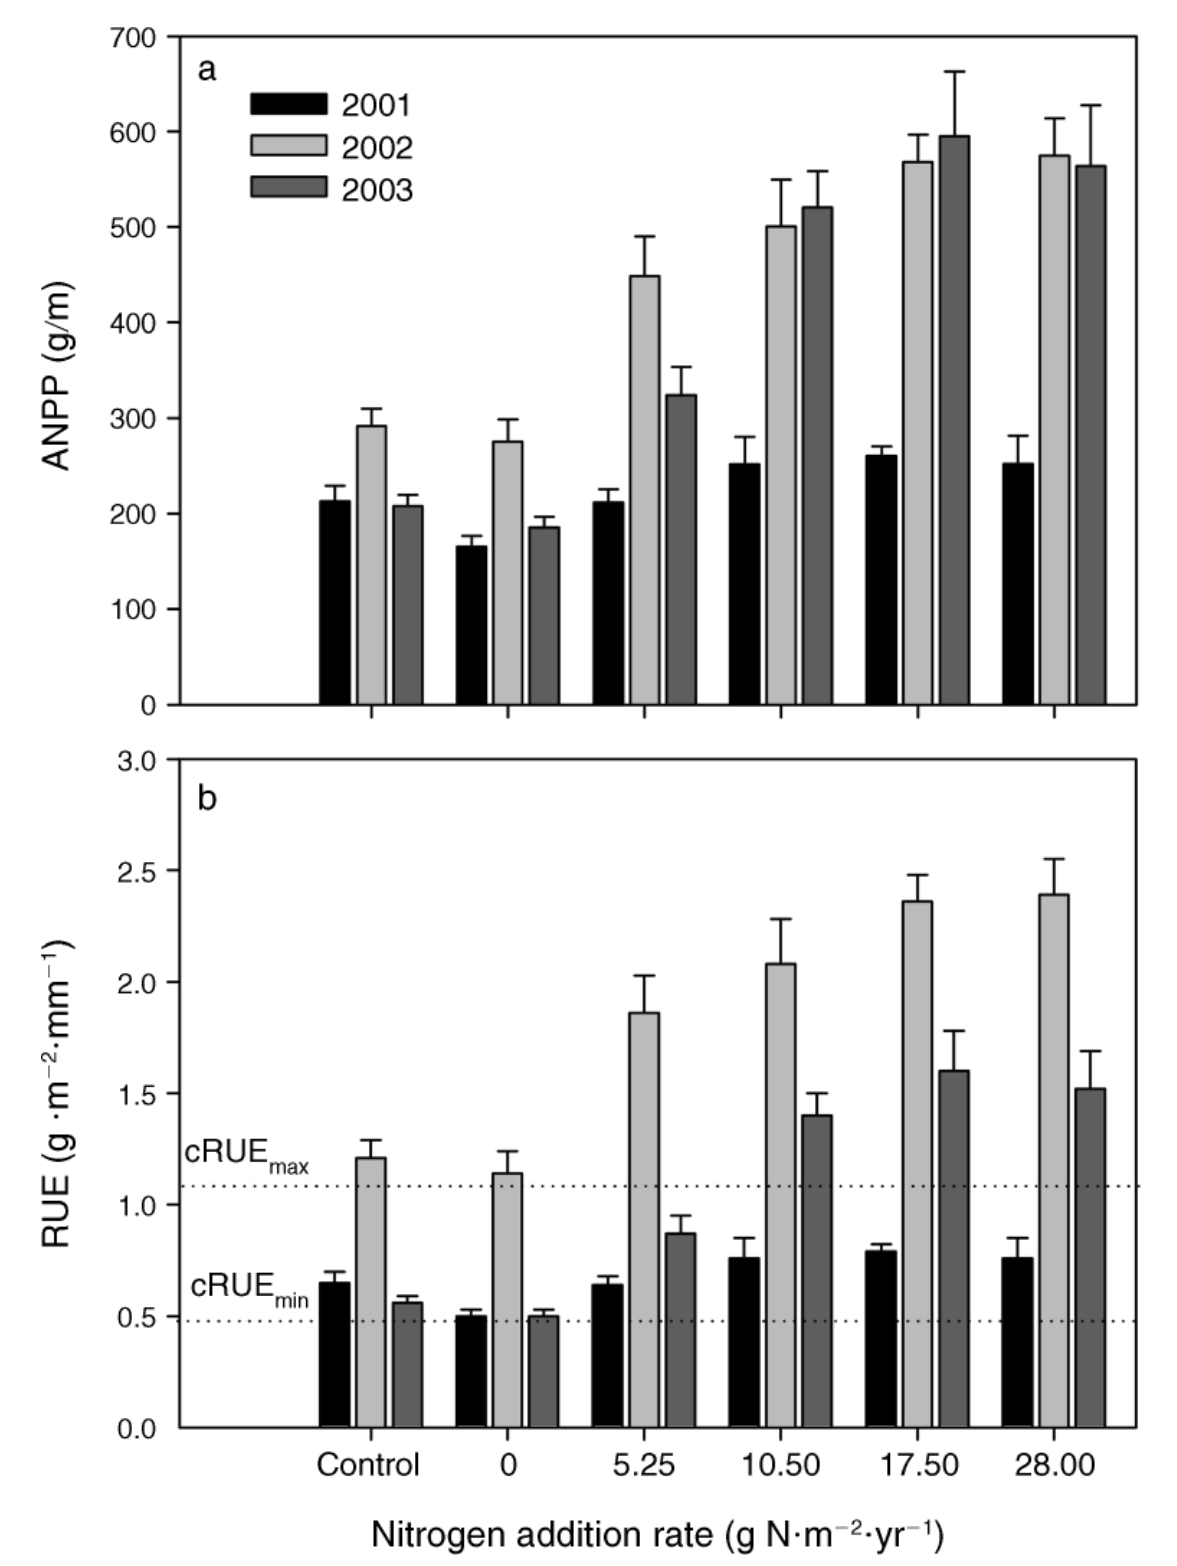 a
2001
2002
2003
700
600
500
400
300
200
100
0
ANPP (g/m)
b
3.0
2.5
2.0
1.5
1.0
0.5
0.0
RUE (g ·m⁻²·mm⁻¹)
cRUEmax
cRUEmin
Control 0 5.25 10.50 17.50 28.00
Nitrogen addition rate (g N·m⁻²·yr⁻¹)